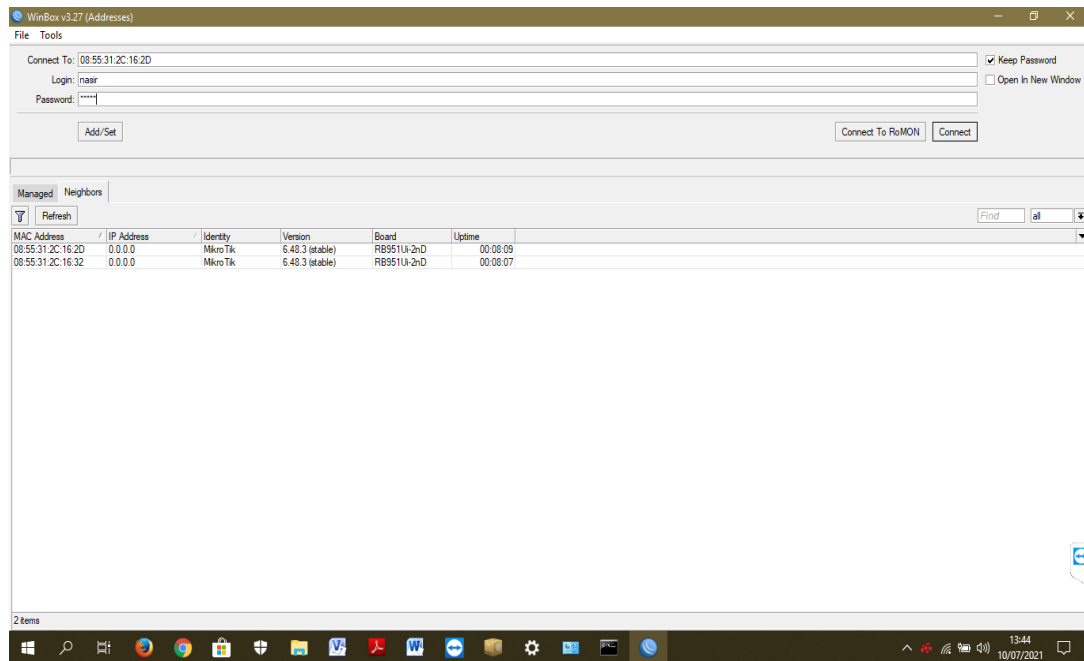 WinBox v3.27 (Addresses)
File Tools
Connect To: 08:55:31:2C:16:2D
Keep Password
Login: nasir
Open In New Window
Password: *****
Add/Set
Connect To RoMON
Connect
Managed Neighbors
Refresh
Find
all
MAC Address IP Address Identity Version Board Uptime
08:55:31:2C:16:2D 0.0.0.0 MikroTik 6.48.3 (stable) RB951Ui-2nD 00:08:09
08:55:31:2C:16:32 0.0.0.0 MikroTik 6.48.3 (stable) RB951Ui-2nD 00:08:07
2 items
13:44
10/07/2021